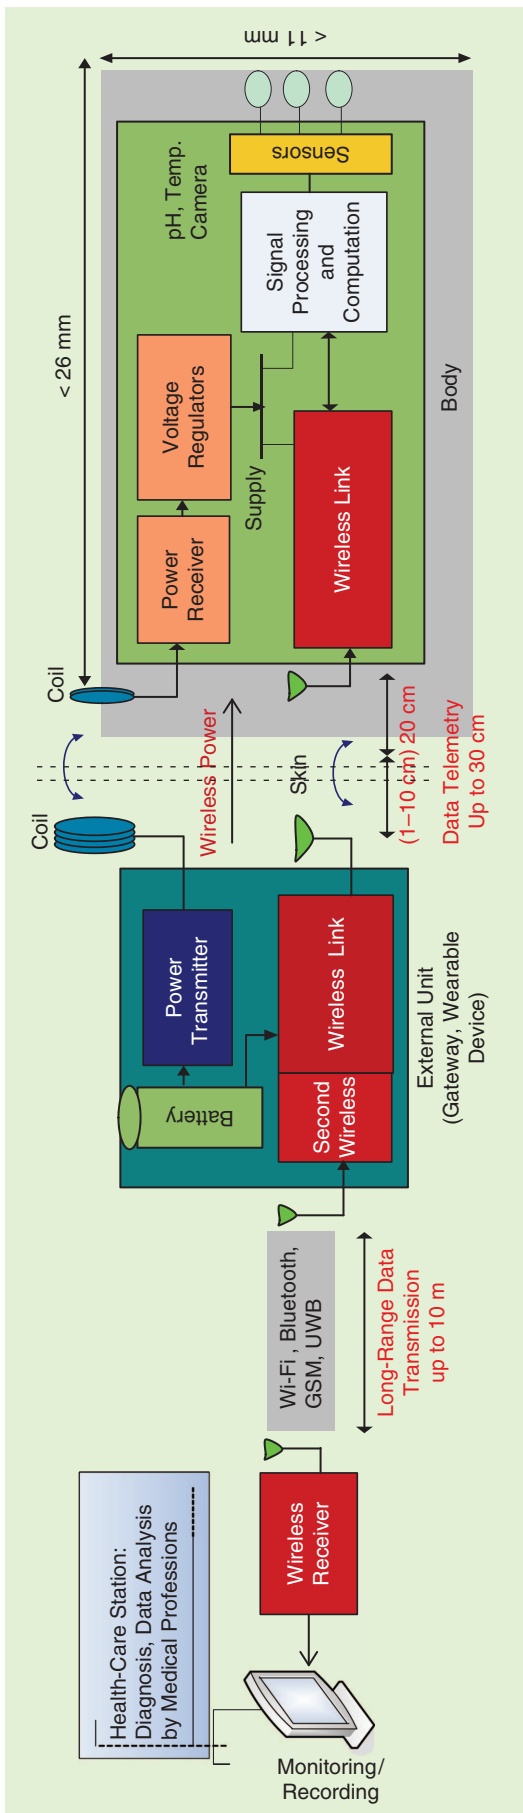 Health-Care Station:
Diagnosis, Data Analysis
by Medical Professions
Monitoring/
Recording
Wireless
Receiver
Wi-Fi , Bluetooth,
GSM, UWB
Long-Range Data
Transmission
up to 10 m
Battery
Power
Transmitter
Second
Wireless
Wireless Link
External Unit
(Gateway, Wearable
Device)
Coil
Coil
Wireless Power
Skin
(1–10 cm) 20 cm
Data Telemetry
Up to 30 cm
< 26 mm
< 11 mm
Power
Receiver
Voltage
Regulators
Supply
Wireless Link
pH, Temp.
Camera
Signal
Processing
and
Computation
Sensors
Body